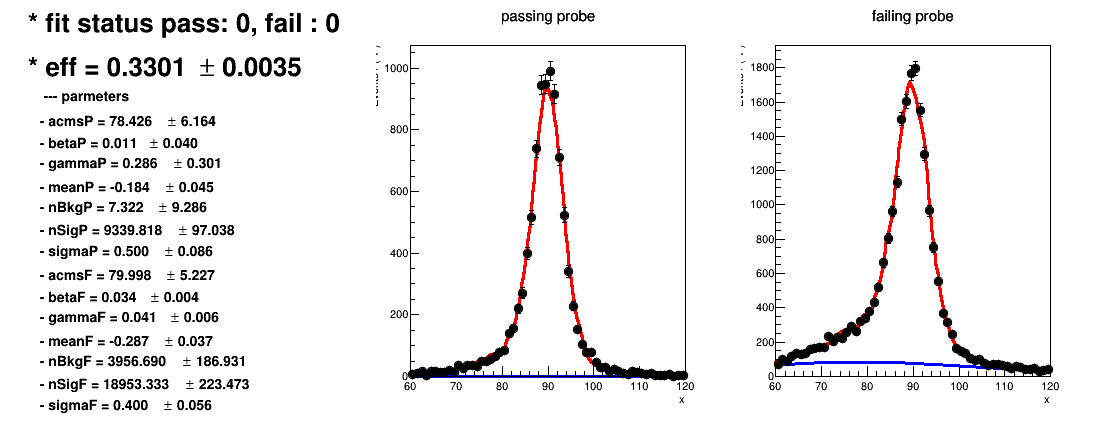 * fit status pass: 0, fail : 0
* eff = 0.3301 ± 0.0035
--- parmeters
- acmsP = 78.426 ± 6.164
- betaP = 0.011 ± 0.040
- gammaP = 0.286 ± 0.301
- meanP = -0.184 ± 0.045
- nBkgP = 7.322 ± 9.286
- nSigP = 9339.818 ± 97.038
- sigmaP = 0.500 ± 0.086
- acmsF = 79.998 ± 5.227
- betaF = 0.034 ± 0.004
- gammaF = 0.041 ± 0.006
- meanF = -0.287 ± 0.037
- nBkgF = 3956.690 ± 186.931
- nSigF = 18953.333 ± 223.473
- sigmaF = 0.400 ± 0.056
passing probe
1000
800
600
400
200
0
60 70 80 90 100 110 120
x
failing probe
1800
1600
1400
1200
1000
800
600
400
200
0
60 70 80 90 100 110 120
x